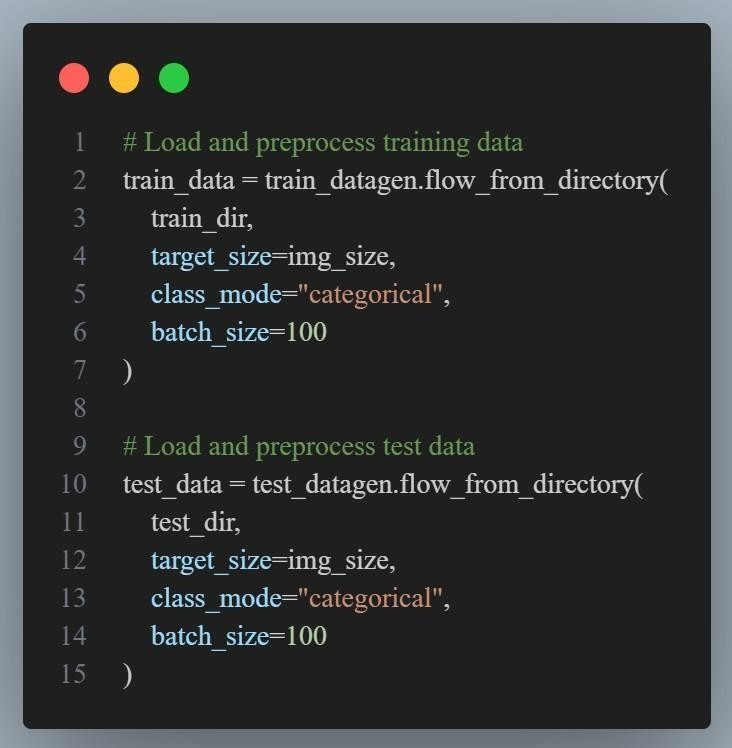 1 # Load and preprocess training data
2 train_data = train_datagen.flow_from_directory(
3 train_dir,
4 target_size=img_size,
5 class_mode="categorical",
6 batch_size=100
7 )
8
9 # Load and preprocess test data
10 test_data = test_datagen.flow_from_directory(
11 test_dir,
12 target_size=img_size,
13 class_mode="categorical",
14 batch_size=100
15 )